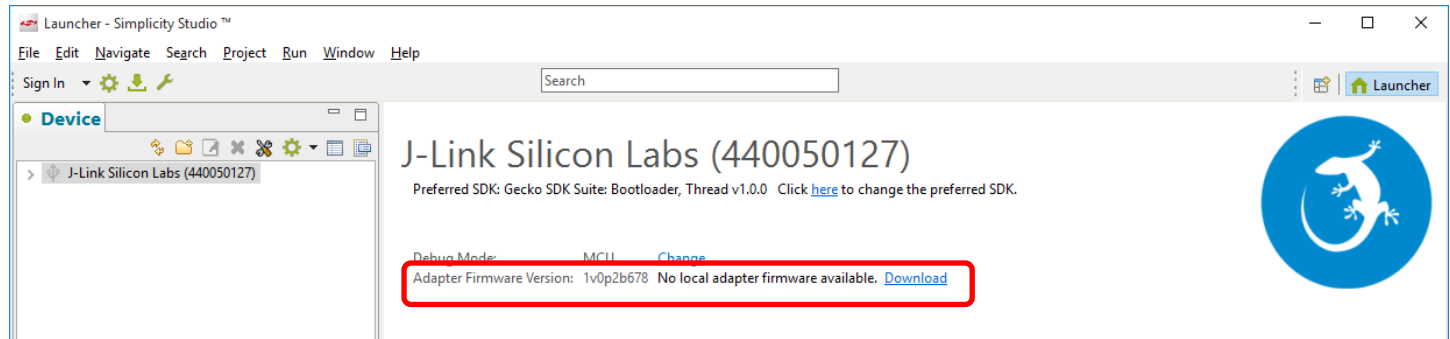 Launcher - Simplicity Studio ™
File Edit Navigate Search Project Run Window Help
Sign In Search Launcher
Device
J-Link Silicon Labs (440050127)
J-Link Silicon Labs (440050127)
Preferred SDK: Gecko SDK Suite: Bootloader, Thread v1.0.0 Click here to change the preferred SDK.
Debug Mode: MCU Change
Adapter Firmware Version: 1v0p2b678 No local adapter firmware available. Download